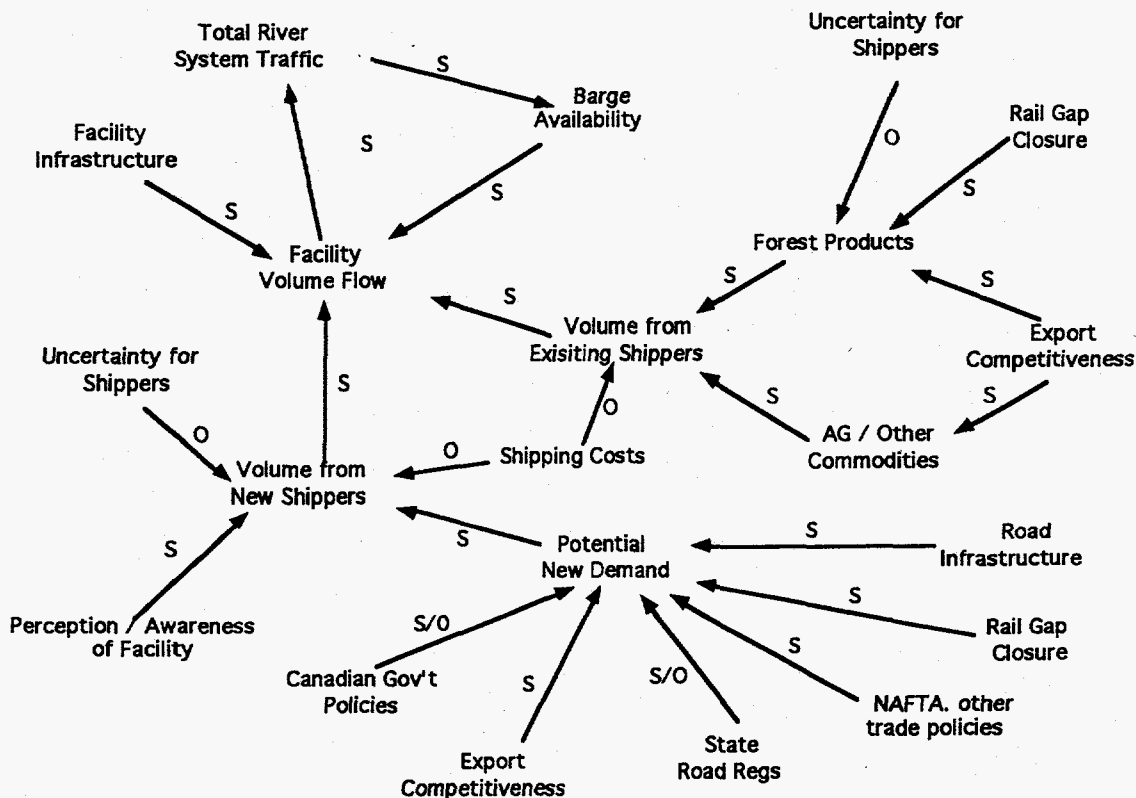 Total River
System Traffic
S
Uncertainty for
Shippers
Barge
Availability
Rail Gap
Closure
Facility
Infrastructure
S
O
S
S
S
Forest Products
Facility
Volume Flow
S
S
S
Volume from
Exisiting Shippers
Export
Competitiveness
Uncertainty for
Shippers
S
S
S
O
O
AG / Other
Commodities
O
Shipping Costs
Volume from
New Shippers
S
S
Potential
New Demand
S
Road
Infrastructure
Perception / Awareness
of Facility
S/O
S
Rail Gap
Closure
Canadian Gov't
Policies
S
S/O
S
NAFTA. other
trade policies
Export
Competitiveness
State
Road Regs